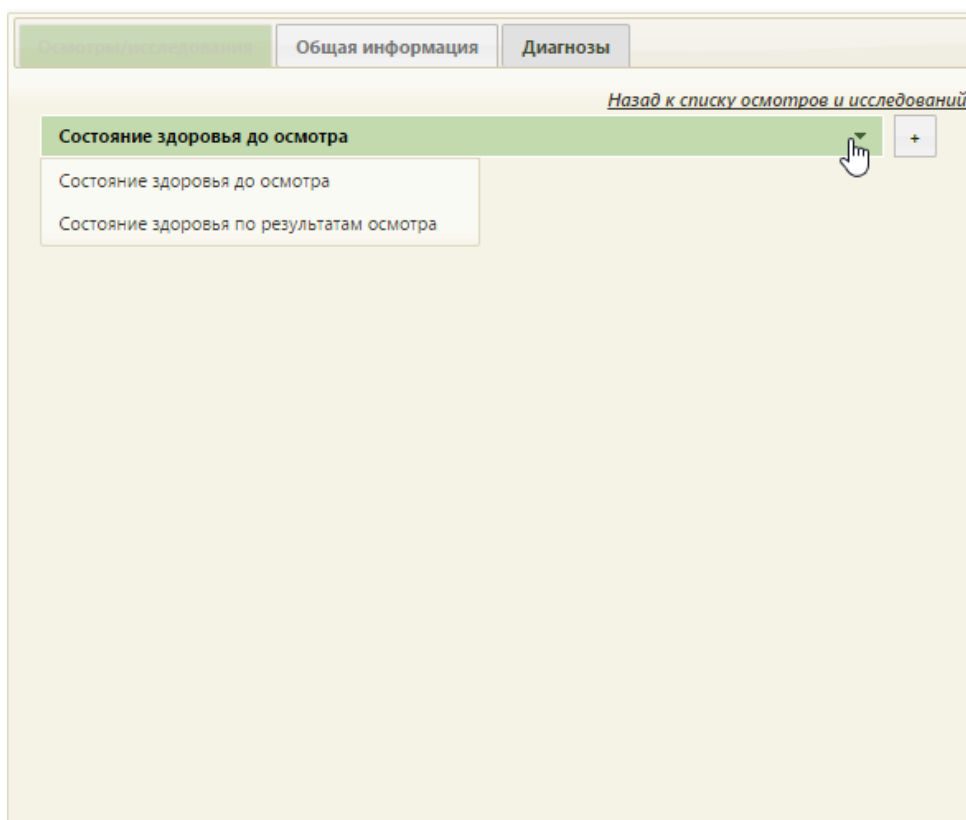 Осмотры/исследования Общая информация Диагнозы
Назад к списку осмотров и исследований
Состояние здоровья до осмотра +
Состояние здоровья до осмотра
Состояние здоровья по результатам осмотра